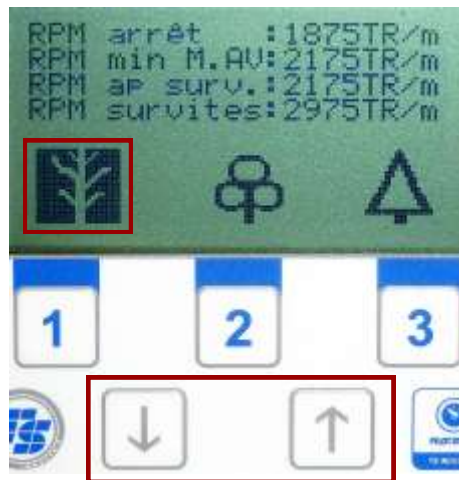 RPM arrêt :1875TR/m
RPM min M.AV:2175TR/m
RPM ap surv.:2175TR/m
RPM survites:2975TR/m
1 2 3
↓ ↑